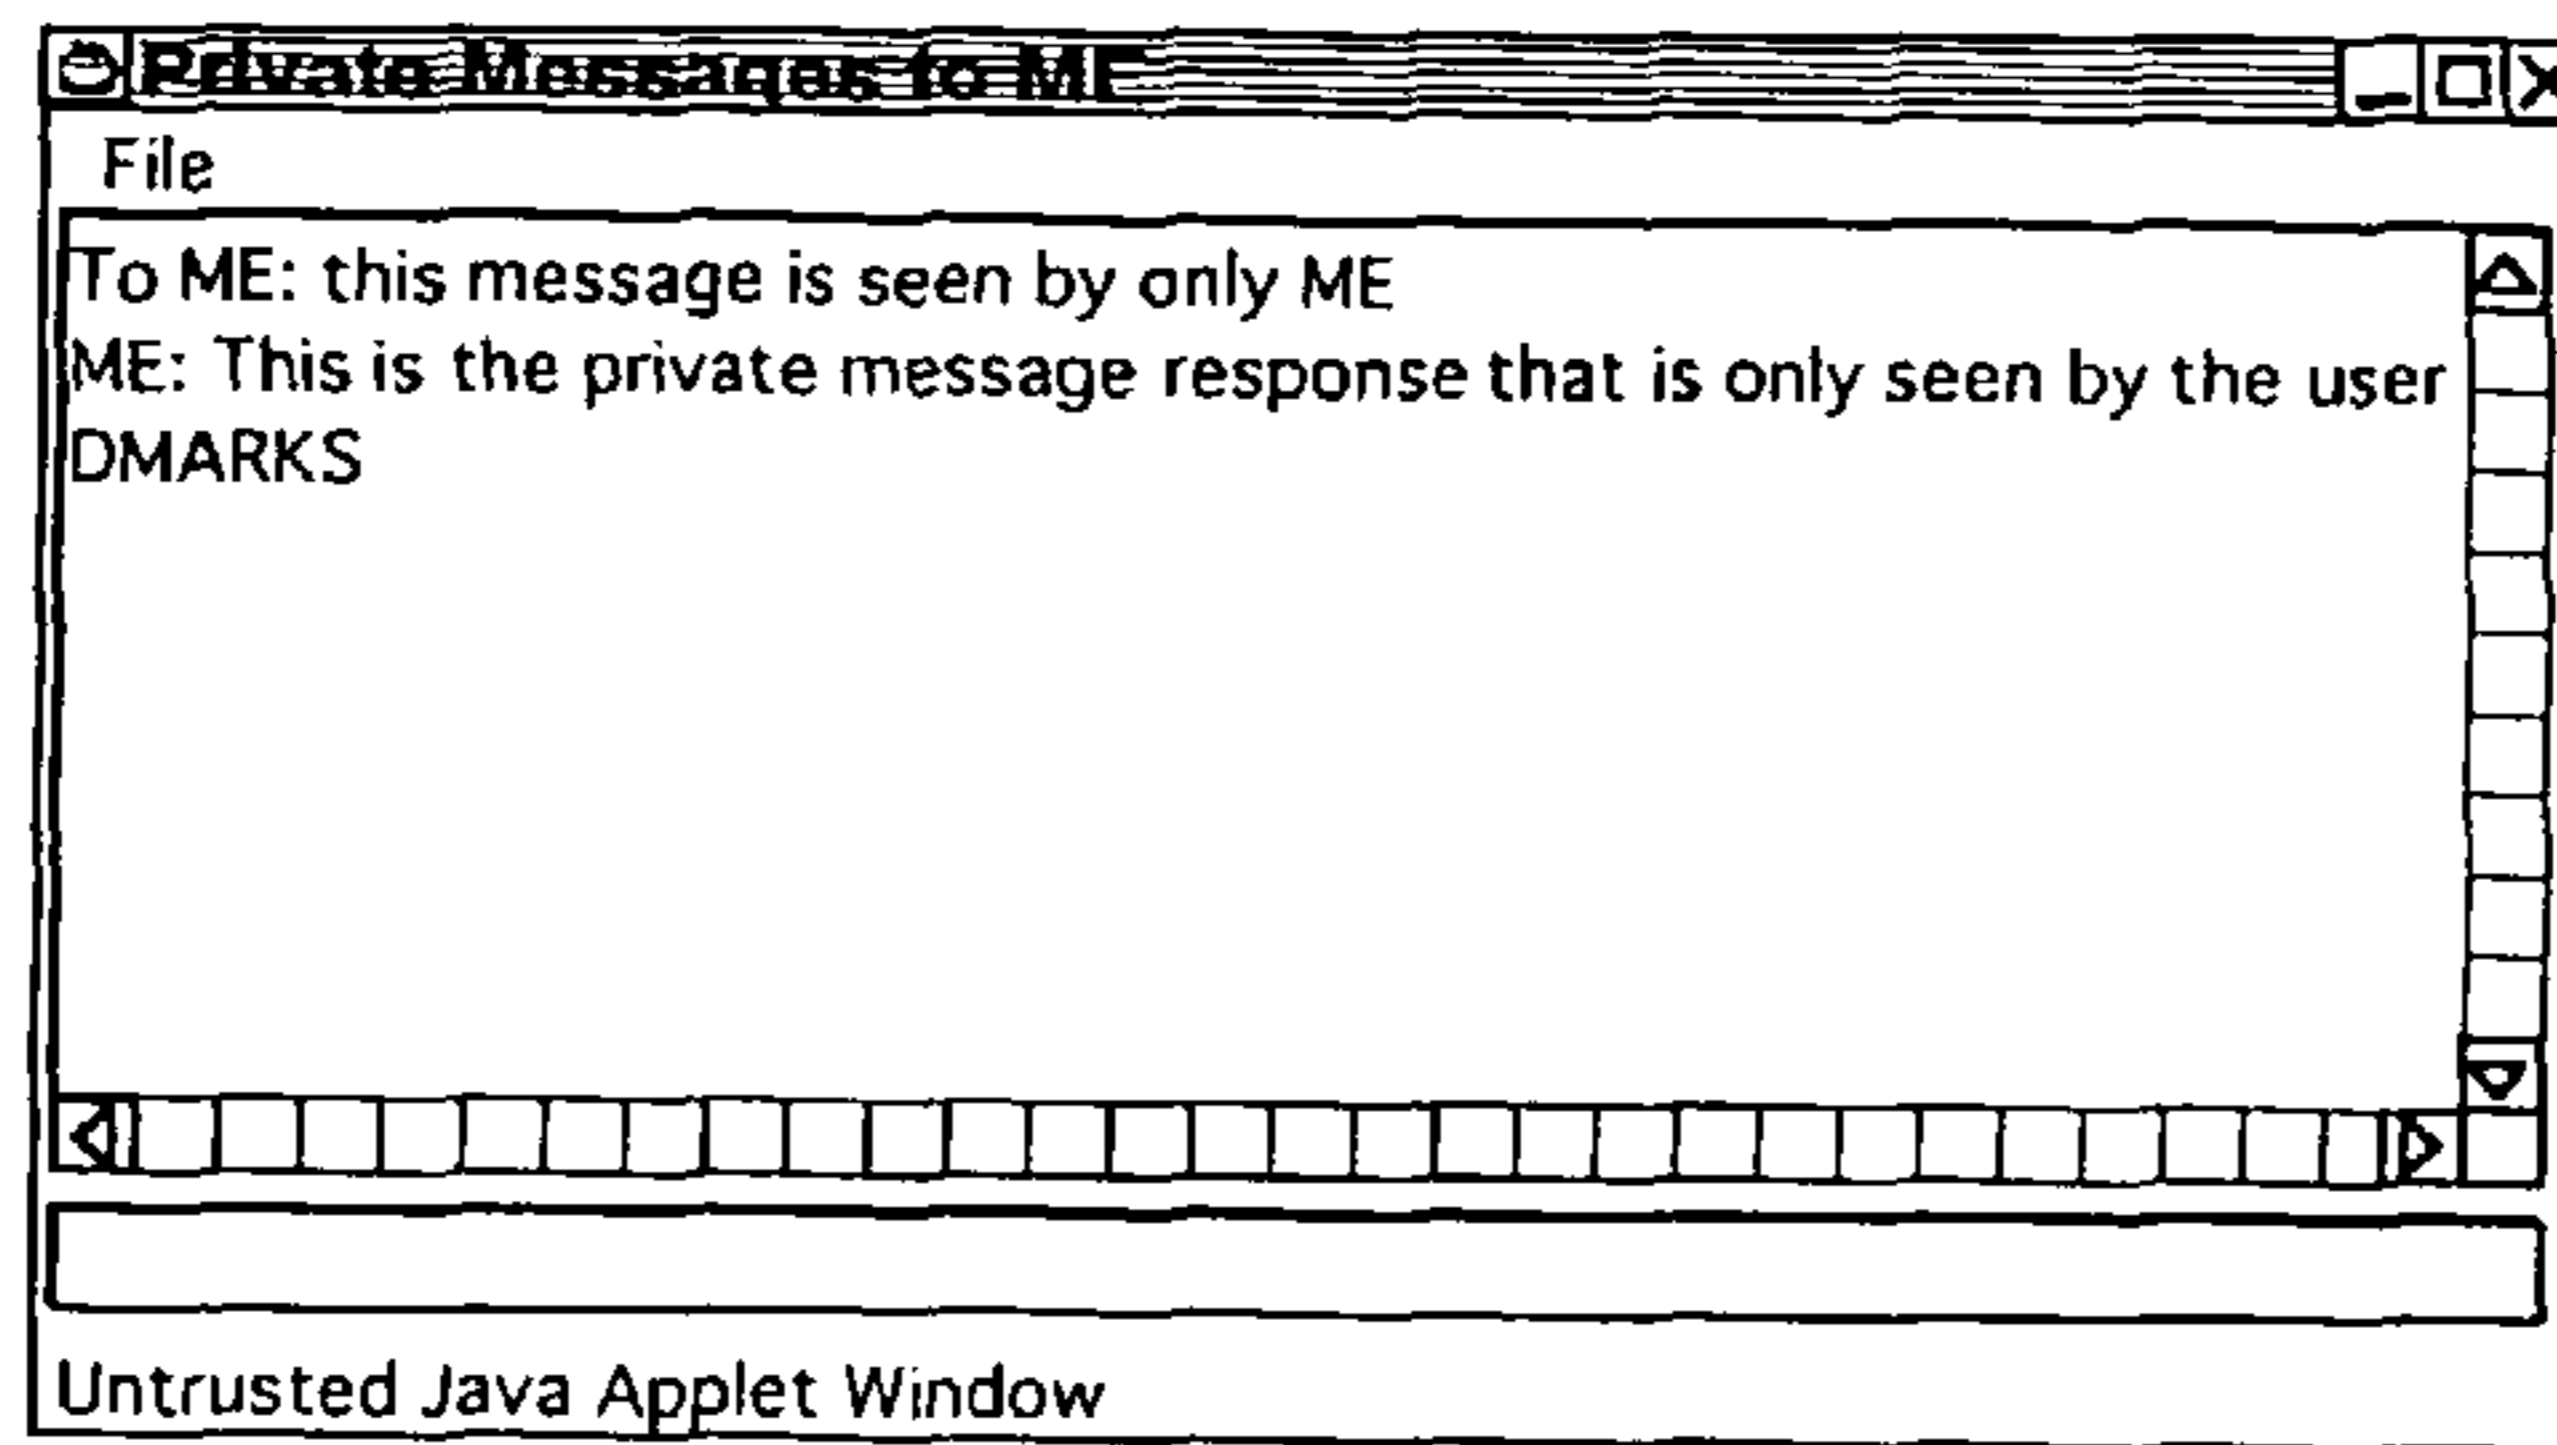 Private Messages to ME
File
To ME: this message is seen by only ME
ME: This is the private message response that is only seen by the user
DMARKS
Untrusted Java Applet Window